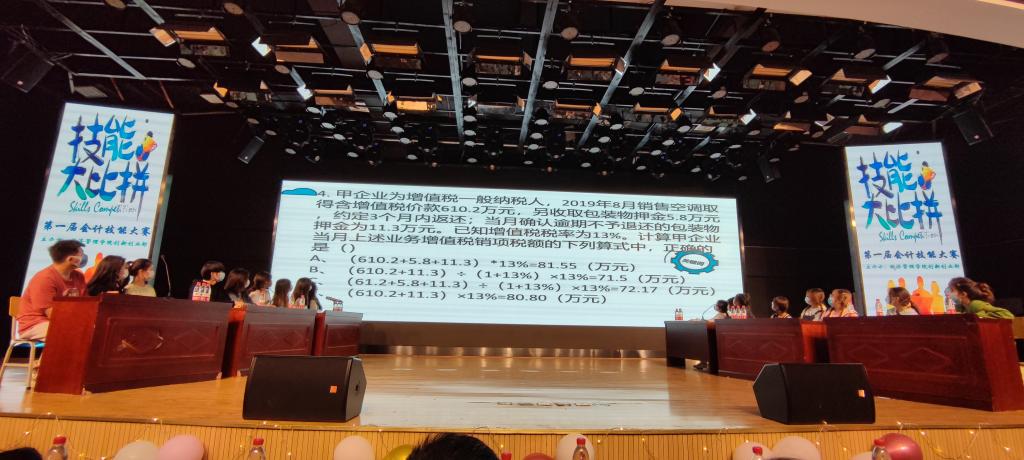 技能
大比拼
Skills Competition
第一届会计技能大赛
4. 甲企业为增值税一般纳税人，2019年8月销售空调取
得含增值税价款610.2万元，另收取包装物押金5.8万元
，约定3个月内返还；当月确认逾期不予退还的包装物
押金为11.3万元。已知增值税税率为13%。计算甲企业
当月上述业务增值税销项税额的下列算式中，正确的
是（
关键词
A、（610.2+5.8+11.3）*13%=81.55（万元）
B、（610.2+11.3）÷（1+13%）×13%=71.5（万元）
（61.2+5.8+11.3）÷（1+13%）×13%=72.17（万元）
（610.2+11.3）×13%=80.80（万元）
技能
大比拼
Skills Competition
第一届会计技能大赛